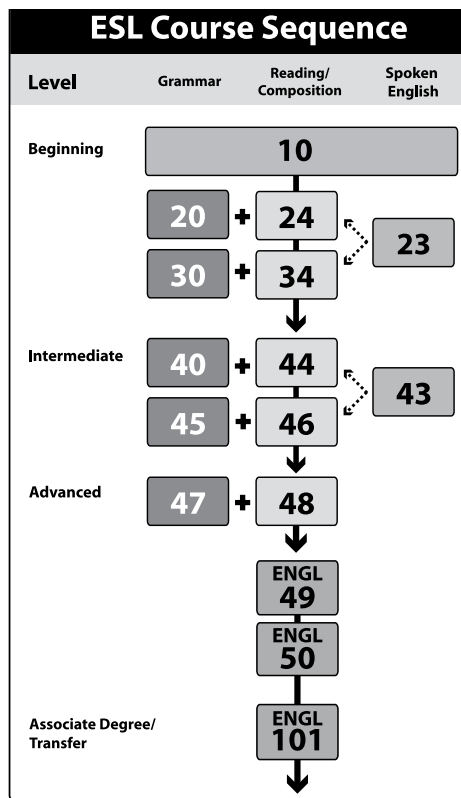 ESL Course Sequence
Level Grammar Reading/ Spoken
Composition English
Beginning
10
20 + 24
23
30 + 34
Intermediate
40 + 44
43
45 + 46
Advanced
47 + 48
ENGL
49
ENGL
50
Associate Degree/
Transfer
ENGL
101